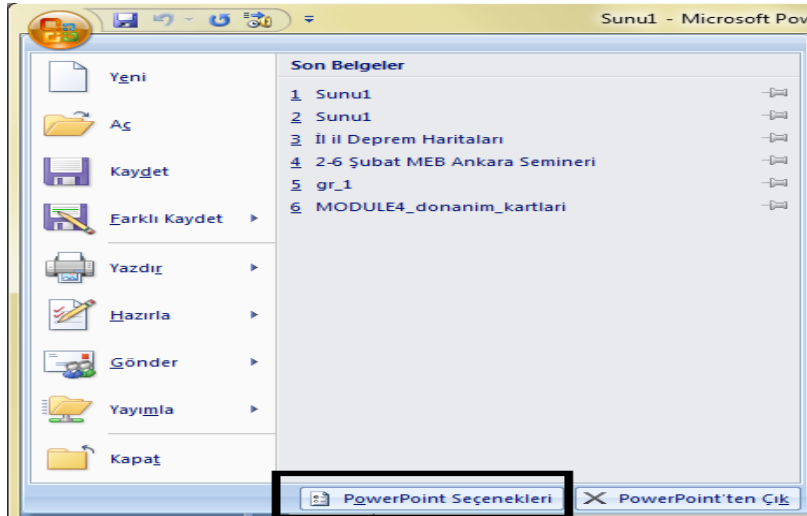 Sunu1 - Microsoft Pov
Yeni
Aç
Kaydet
Farklı Kaydet
Yazdır
Hazırla
Gönder
Yayımla
Kapat
Son Belgeler
1 Sunu1
2 Sunu1
3 İl il Deprem Haritaları
4 2-6 Şubat MEB Ankara Semineri
5 gr_1
6 MODULE4_donanim_kartlari
PowerPoint Seçenekleri
PowerPoint'ten Çık